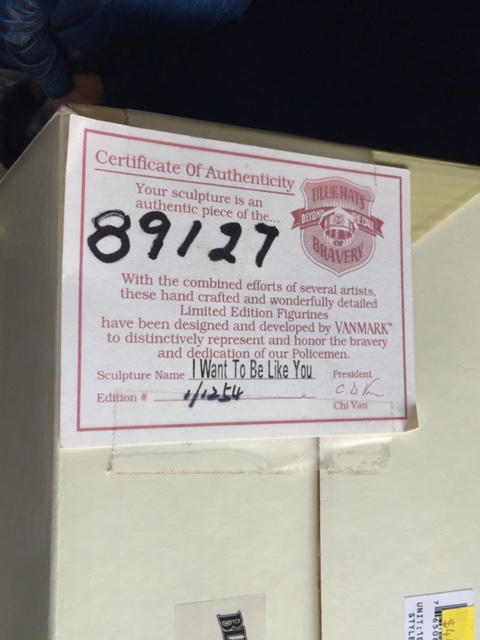 Certificate Of Authenticity
Your sculpture is an
authentic piece of the...
BLUE HATS
BEYOND
OF
BRAVERY
89127
With the combined efforts of several artists,
these hand crafted and wonderfully detailed
Limited Edition Figurines
have been designed and developed by VANMARK™
to distinctively represent and honor the bravery
and dedication of our Policemen.
Sculpture Name I Want To Be Like You President
Edition # 1/1254 Chi Van
UNIT:
STYLE